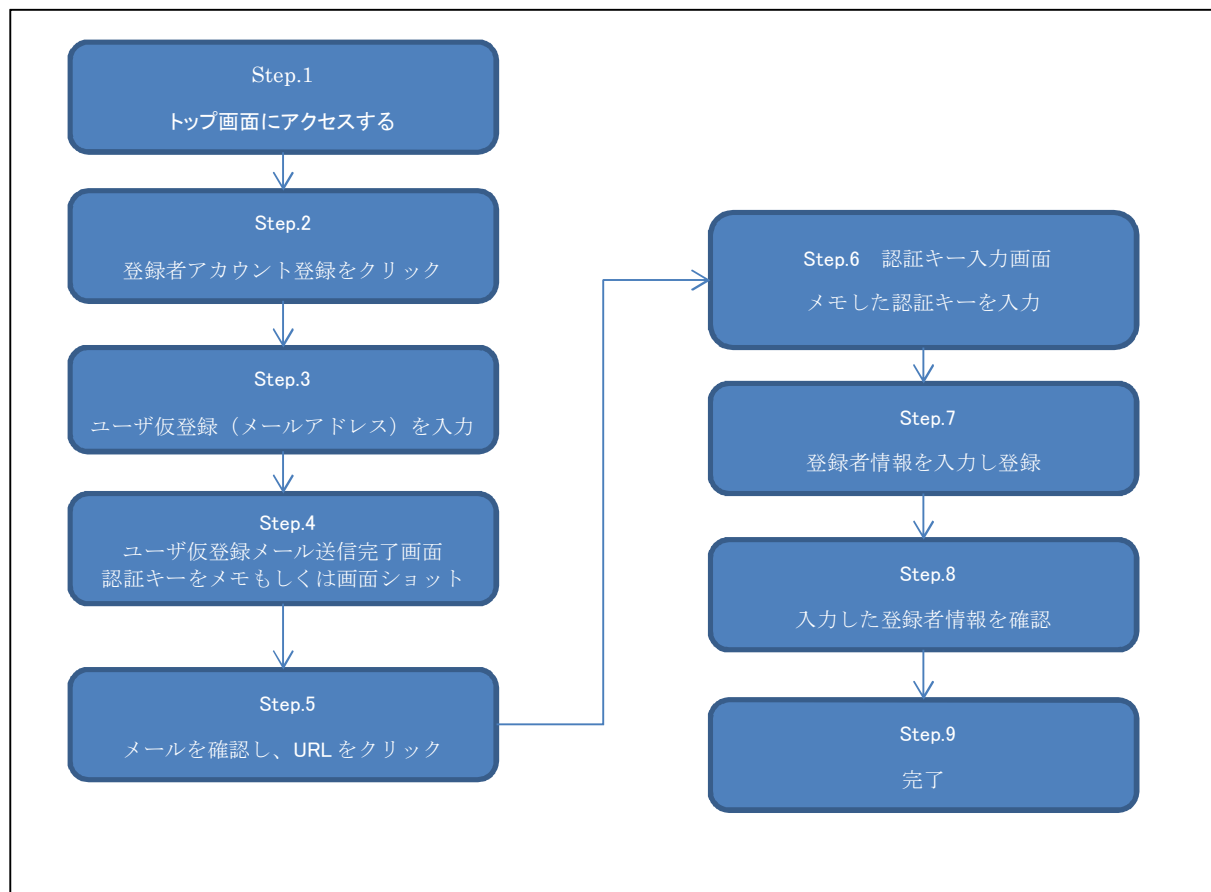 Step.1
トップ画面にアクセスする
Step.2
登録者アカウント登録をクリック
Step.3
ユーザ仮登録（メールアドレス）を入力
Step.4
ユーザ仮登録メール送信完了画面
認証キーをメモもしくは画面ショット
Step.5
メールを確認し、URLをクリック
Step.6　認証キー入力画面
メモした認証キーを入力
Step.7
登録者情報を入力し登録
Step.8
入力した登録者情報を確認
Step.9
完了